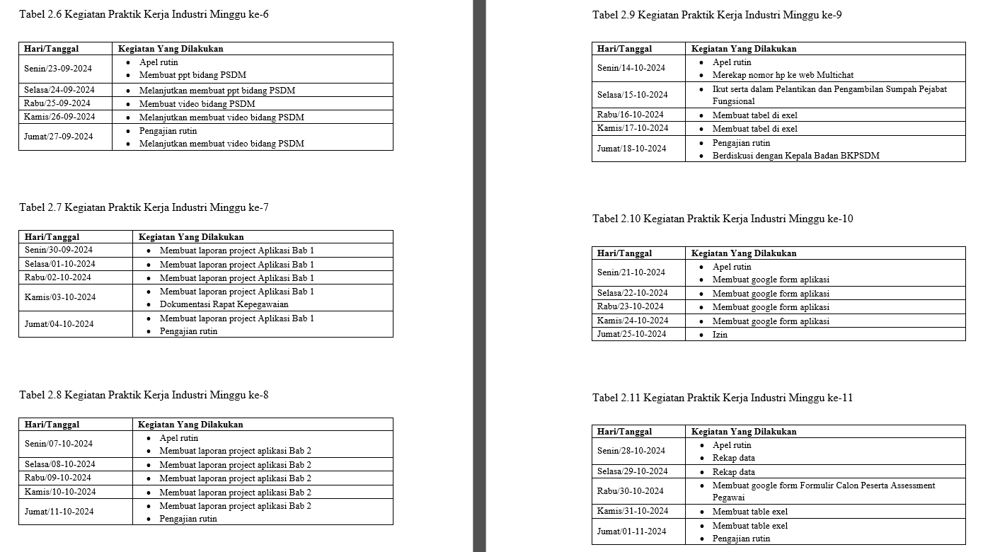 Tabel 2.6 Kegiatan Praktik Kerja Industri Minggu ke-6
Hari/Tanggal Kegiatan Yang Dilakukan
Senin/23-09-2024
• Apel rutin
• Membuat ppt bidang PSDM
Selasa/24-09-2024 • Melanjutkan membuat ppt bidang PSDM
Rabu/25-09-2024 • Membuat video bidang PSDM
Kamis/26-09-2024 • Melanjutkan membuat video bidang PSDM
Jumat/27-09-2024
• Pengajian rutin
• Melanjutkan membuat video bidang PSDM
Tabel 2.7 Kegiatan Praktik Kerja Industri Minggu ke-7
Hari/Tanggal Kegiatan Yang Dilakukan
Senin/30-09-2024 • Membuat laporan project Aplikasi Bab 1
Selasa/01-10-2024 • Membuat laporan project Aplikasi Bab 1
Rabu/02-10-2024 • Membuat laporan project Aplikasi Bab 1
Kamis/03-10-2024
• Membuat laporan project Aplikasi Bab 1
• Dokumentasi Rapat Kepegawaian
Jumat/04-10-2024
• Membuat laporan project Aplikasi Bab 1
• Pengajian rutin
Tabel 2.8 Kegiatan Praktik Kerja Industri Minggu ke-8
Hari/Tanggal Kegiatan Yang Dilakukan
Senin/07-10-2024
• Apel rutin
• Membuat laporan project aplikasi Bab 2
Selasa/08-10-2024 • Membuat laporan project aplikasi Bab 2
Rabu/09-10-2024 • Membuat laporan project aplikasi Bab 2
Kamis/10-10-2024 • Membuat laporan project aplikasi Bab 2
Jumat/11-10-2024
• Membuat laporan project aplikasi Bab 2
• Pengajian rutin
Tabel 2.9 Kegiatan Praktik Kerja Industri Minggu ke-9
Hari/Tanggal Kegiatan Yang Dilakukan
Senin/14-10-2024
• Apel rutin
• Merekap nomor hp ke web Multichat
Selasa/15-10-2024
• Ikut serta dalam Pelantikan dan Pengambilan Sumpah Pejabat
Fungsional
Rabu/16-10-2024 • Membuat tabel di exel
Kamis/17-10-2024 • Membuat tabel di exel
Jumat/18-10-2024
• Pengajian rutin
• Berdiskusi dengan Kepala Badan BKPSDM
Tabel 2.10 Kegiatan Praktik Kerja Industri Minggu ke-10
Hari/Tanggal Kegiatan Yang Dilakukan
Senin/21-10-2024
• Apel rutin
• Membuat google form aplikasi
Selasa/22-10-2024 • Membuat google form aplikasi
Rabu/23-10-2024 • Membuat google form aplikasi
Kamis/24-10-2024 • Membuat google form aplikasi
Jumat/25-10-2024 • Izin
Tabel 2.11 Kegiatan Praktik Kerja Industri Minggu ke-11
Hari/Tanggal Kegiatan Yang Dilakukan
Senin/28-10-2024
• Apel rutin
• Rekap data
Selasa/29-10-2024 • Rekap data
Rabu/30-10-2024
• Membuat google form Formulir Calon Peserta Assessment
Pegawai
Kamis/31-10-2024 • Membuat table exel
Jumat/01-11-2024
• Membuat table exel
• Pengajian rutin